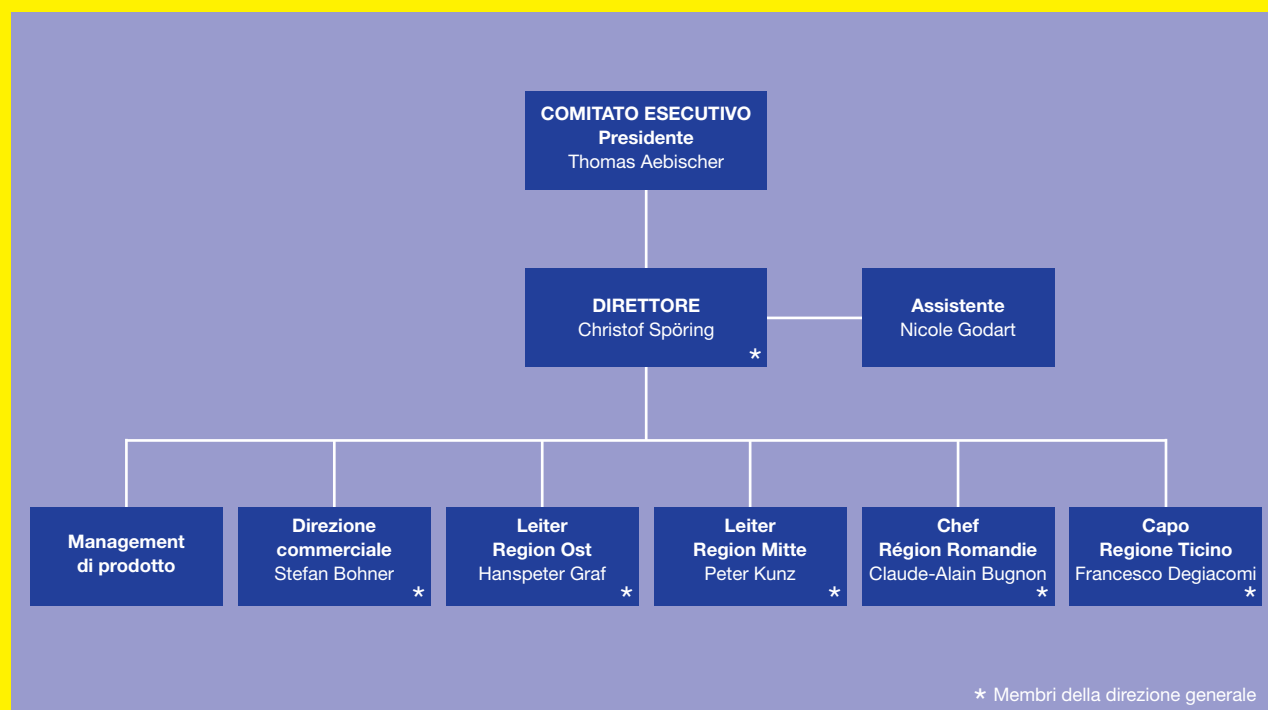 COMITATO ESECUTIVO
Presidente
Thomas Aebischer
DIRETTORE
Christof Spöring
*
Assistente
Nicole Godart
Management
di prodotto
Direzione
commerciale
Stefan Bohner
*
Leiter
Region Ost
Hanspeter Graf
*
Leiter
Region Mitte
Peter Kunz
*
Chef
Région Romandie
Claude-Alain Bugnon
*
Capo
Regione Ticino
Francesco Degiacomi
*
* Membri della direzione generale